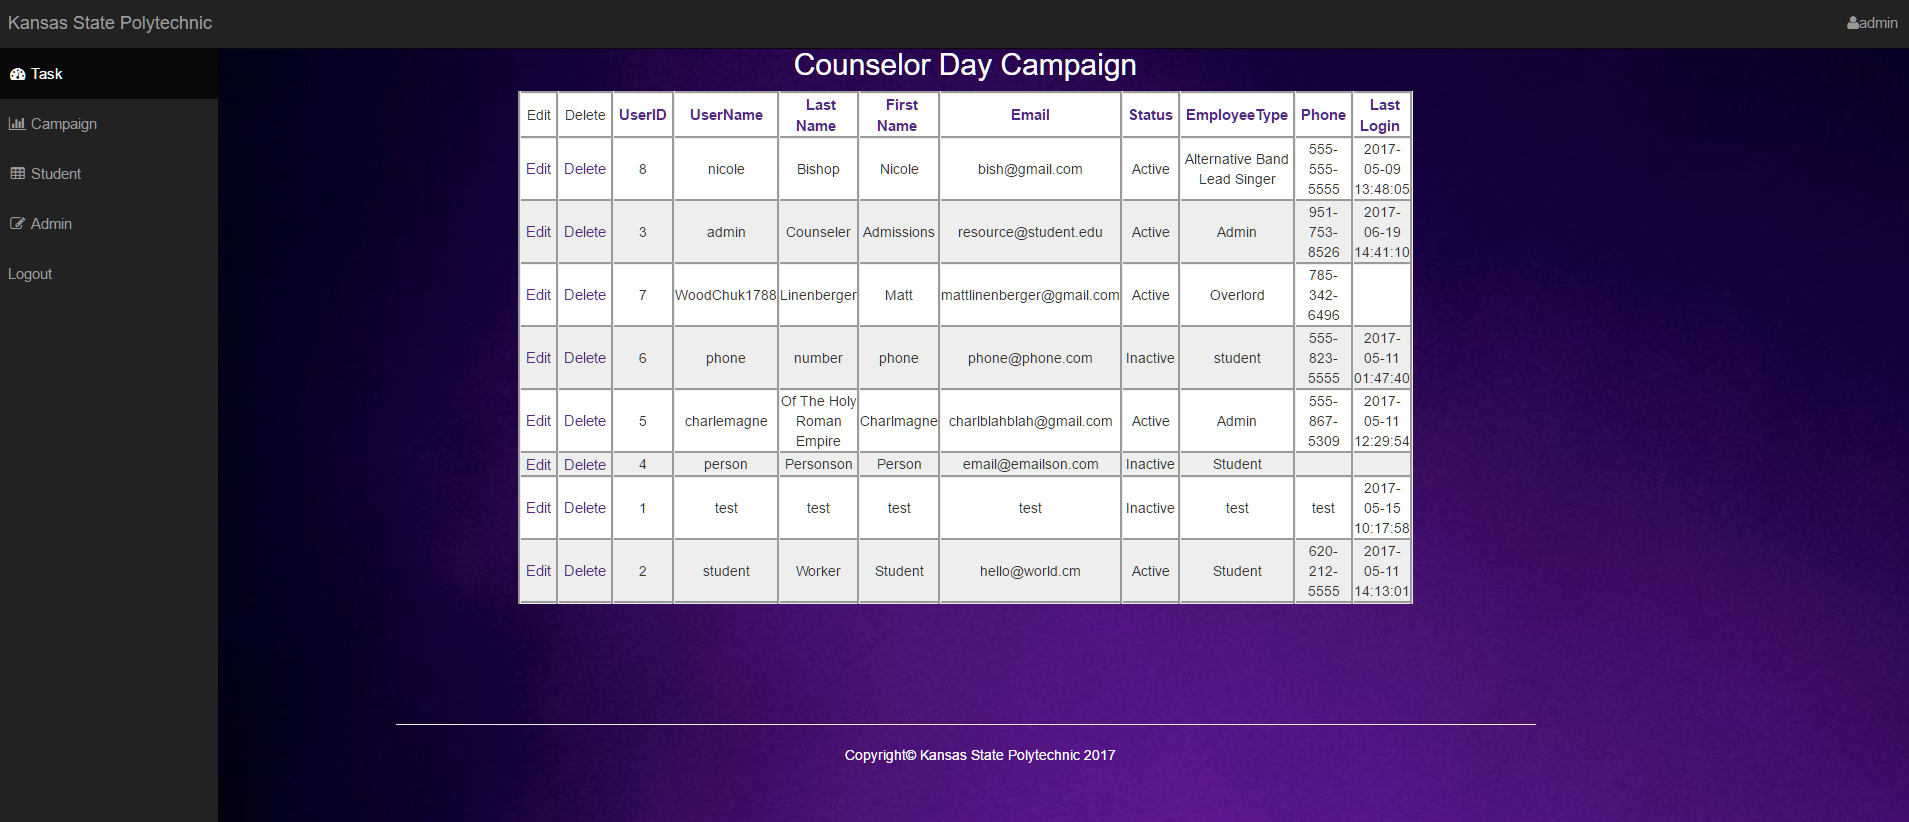 Kansas State Polytechnic
admin
Task
Campaign
Student
Admin
Logout
Counselor Day Campaign
Edit Delete UserID UserName Last Name First Name Email Status EmployeeType Phone Last Login
Edit Delete 8 nicole Bishop Nicole bish@gmail.com Active Alternative Band Lead Singer 555-555-5555 2017-05-09 13:48:05
Edit Delete 3 admin Counseler Admissions resource@student.edu Active Admin 951-753-8526 2017-06-19 14:41:10
Edit Delete 7 WoodChuk1788 Linenberger Matt mattlinenberger@gmail.com Active Overlord 785-342-6496
Edit Delete 6 phone number phone phone@phone.com Inactive student 555-823-5555 2017-05-11 01:47:40
Edit Delete 5 charlemagne Of The Holy Roman Empire Charlmagne charlblahblah@gmail.com Active Admin 555-867-5309 2017-05-11 12:29:54
Edit Delete 4 person Personson Person email@emailson.com Inactive Student
Edit Delete 1 test test test test Inactive test test 2017-05-15 10:17:58
Edit Delete 2 student Worker Student hello@world.cm Active Student 620-212-5555 2017-05-11 14:13:01
Copyright© Kansas State Polytechnic 2017